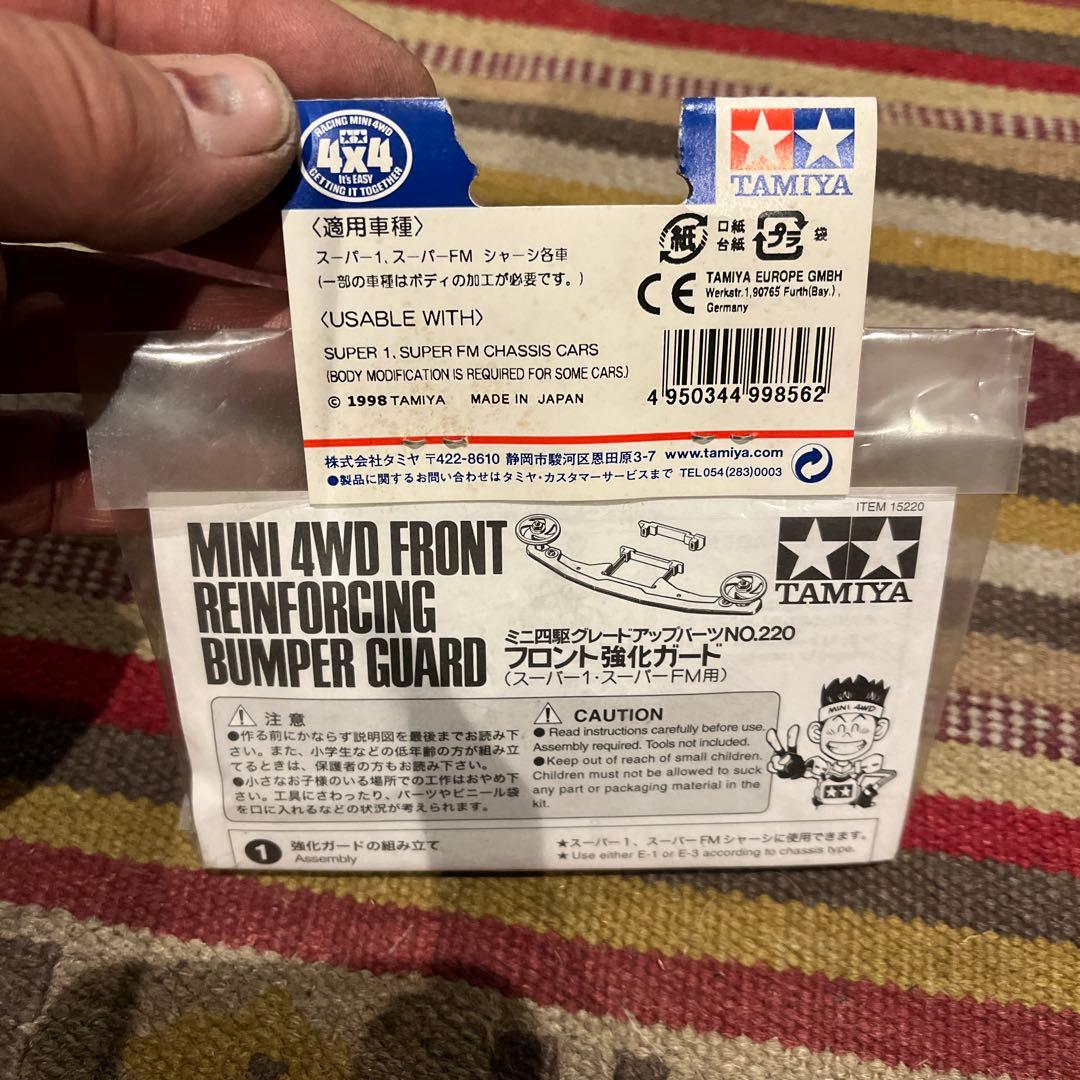 RACING MINI 4WD
4x4
It's EASY
GETTING IT TOGETHER
TAMIYA
〈適用車種〉
スーパー1、スーパーFM シャーシ各車
(一部の車種はボディの加工が必要です。)
〈USABLE WITH〉
SUPER 1, SUPER FM CHASSIS CARS
(BODY MODIFICATION IS REQUIRED FOR SOME CARS.)
© 1998 TAMIYA MADE IN JAPAN
紙
口紙
台紙
プラ
袋
CE
TAMIYA EUROPE GMBH
Werkstr.1,90765 Furth(Bay.),
Germany
4 950344 998562
株式会社タミヤ 〒422-8610 静岡市駿河区恩田原3-7 www.tamiya.com
●製品に関するお問い合わせはタミヤ・カスタマーサービスまで TEL054(283)0003
ITEM 15220
MINI 4WD FRONT
REINFORCING
BUMPER GUARD
TAMIYA
ミニ四駆グレードアップパーツNO.220
フロント強化ガード
(スーパー1・スーパーFM用)
注意
●作る前にかならず説明図を最後までお読み下
さい。また、小学生などの低年齢の方が組み立
てるときは、保護者の方もお読み下さい。
●小さなお子様のいる場所での工作はおやめ下
さい。工具にさわったり、パーツやビニール袋
を口に入れるなどの状況が考えられます。
CAUTION
● Read instructions carefully before use.
Assembly required. Tools not included.
● Keep out of reach of small children.
Children must not be allowed to suck
any part or packaging material in the
kit.
MINI 4WD
1 強化ガードの組み立て
Assembly
★スーパー1、スーパーFMシャーシに使用できます。
★Use either E-1 or E-3 according to chassis type.